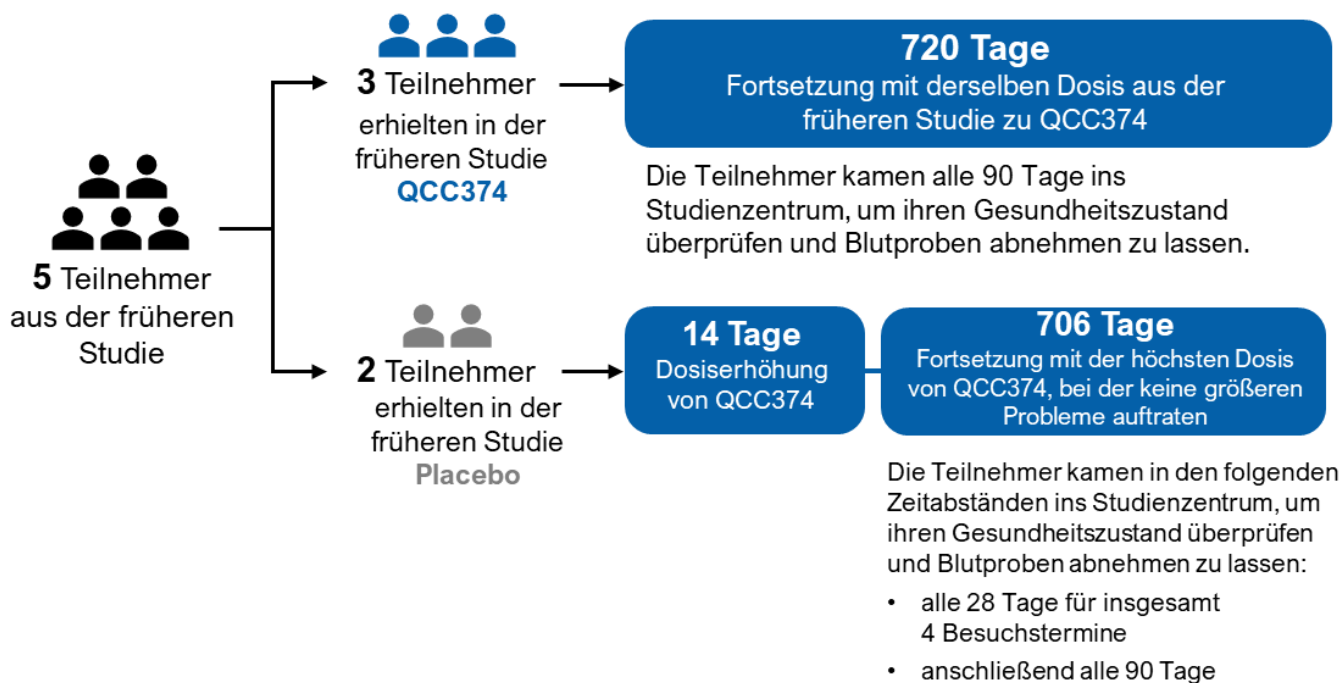 5 Teilnehmer
aus der früheren
Studie
3 Teilnehmer
erhielten in der
früheren Studie
QCC374
720 Tage
Fortsetzung mit derselben Dosis aus der
früheren Studie zu QCC374
Die Teilnehmer kamen alle 90 Tage ins
Studienzentrum, um ihren Gesundheitszustand
überprüfen und Blutproben abnehmen zu lassen.
2 Teilnehmer
erhielten in der
früheren Studie
Placebo
14 Tage
Dosiserhöhung
von QCC374
706 Tage
Fortsetzung mit der höchsten Dosis
von QCC374, bei der keine größeren
Probleme auftraten
Die Teilnehmer kamen in den folgenden
Zeitabständen ins Studienzentrum, um
ihren Gesundheitszustand überprüfen
und Blutproben abnehmen zu lassen:
• alle 28 Tage für insgesamt
4 Besuchstermine
• anschließend alle 90 Tage